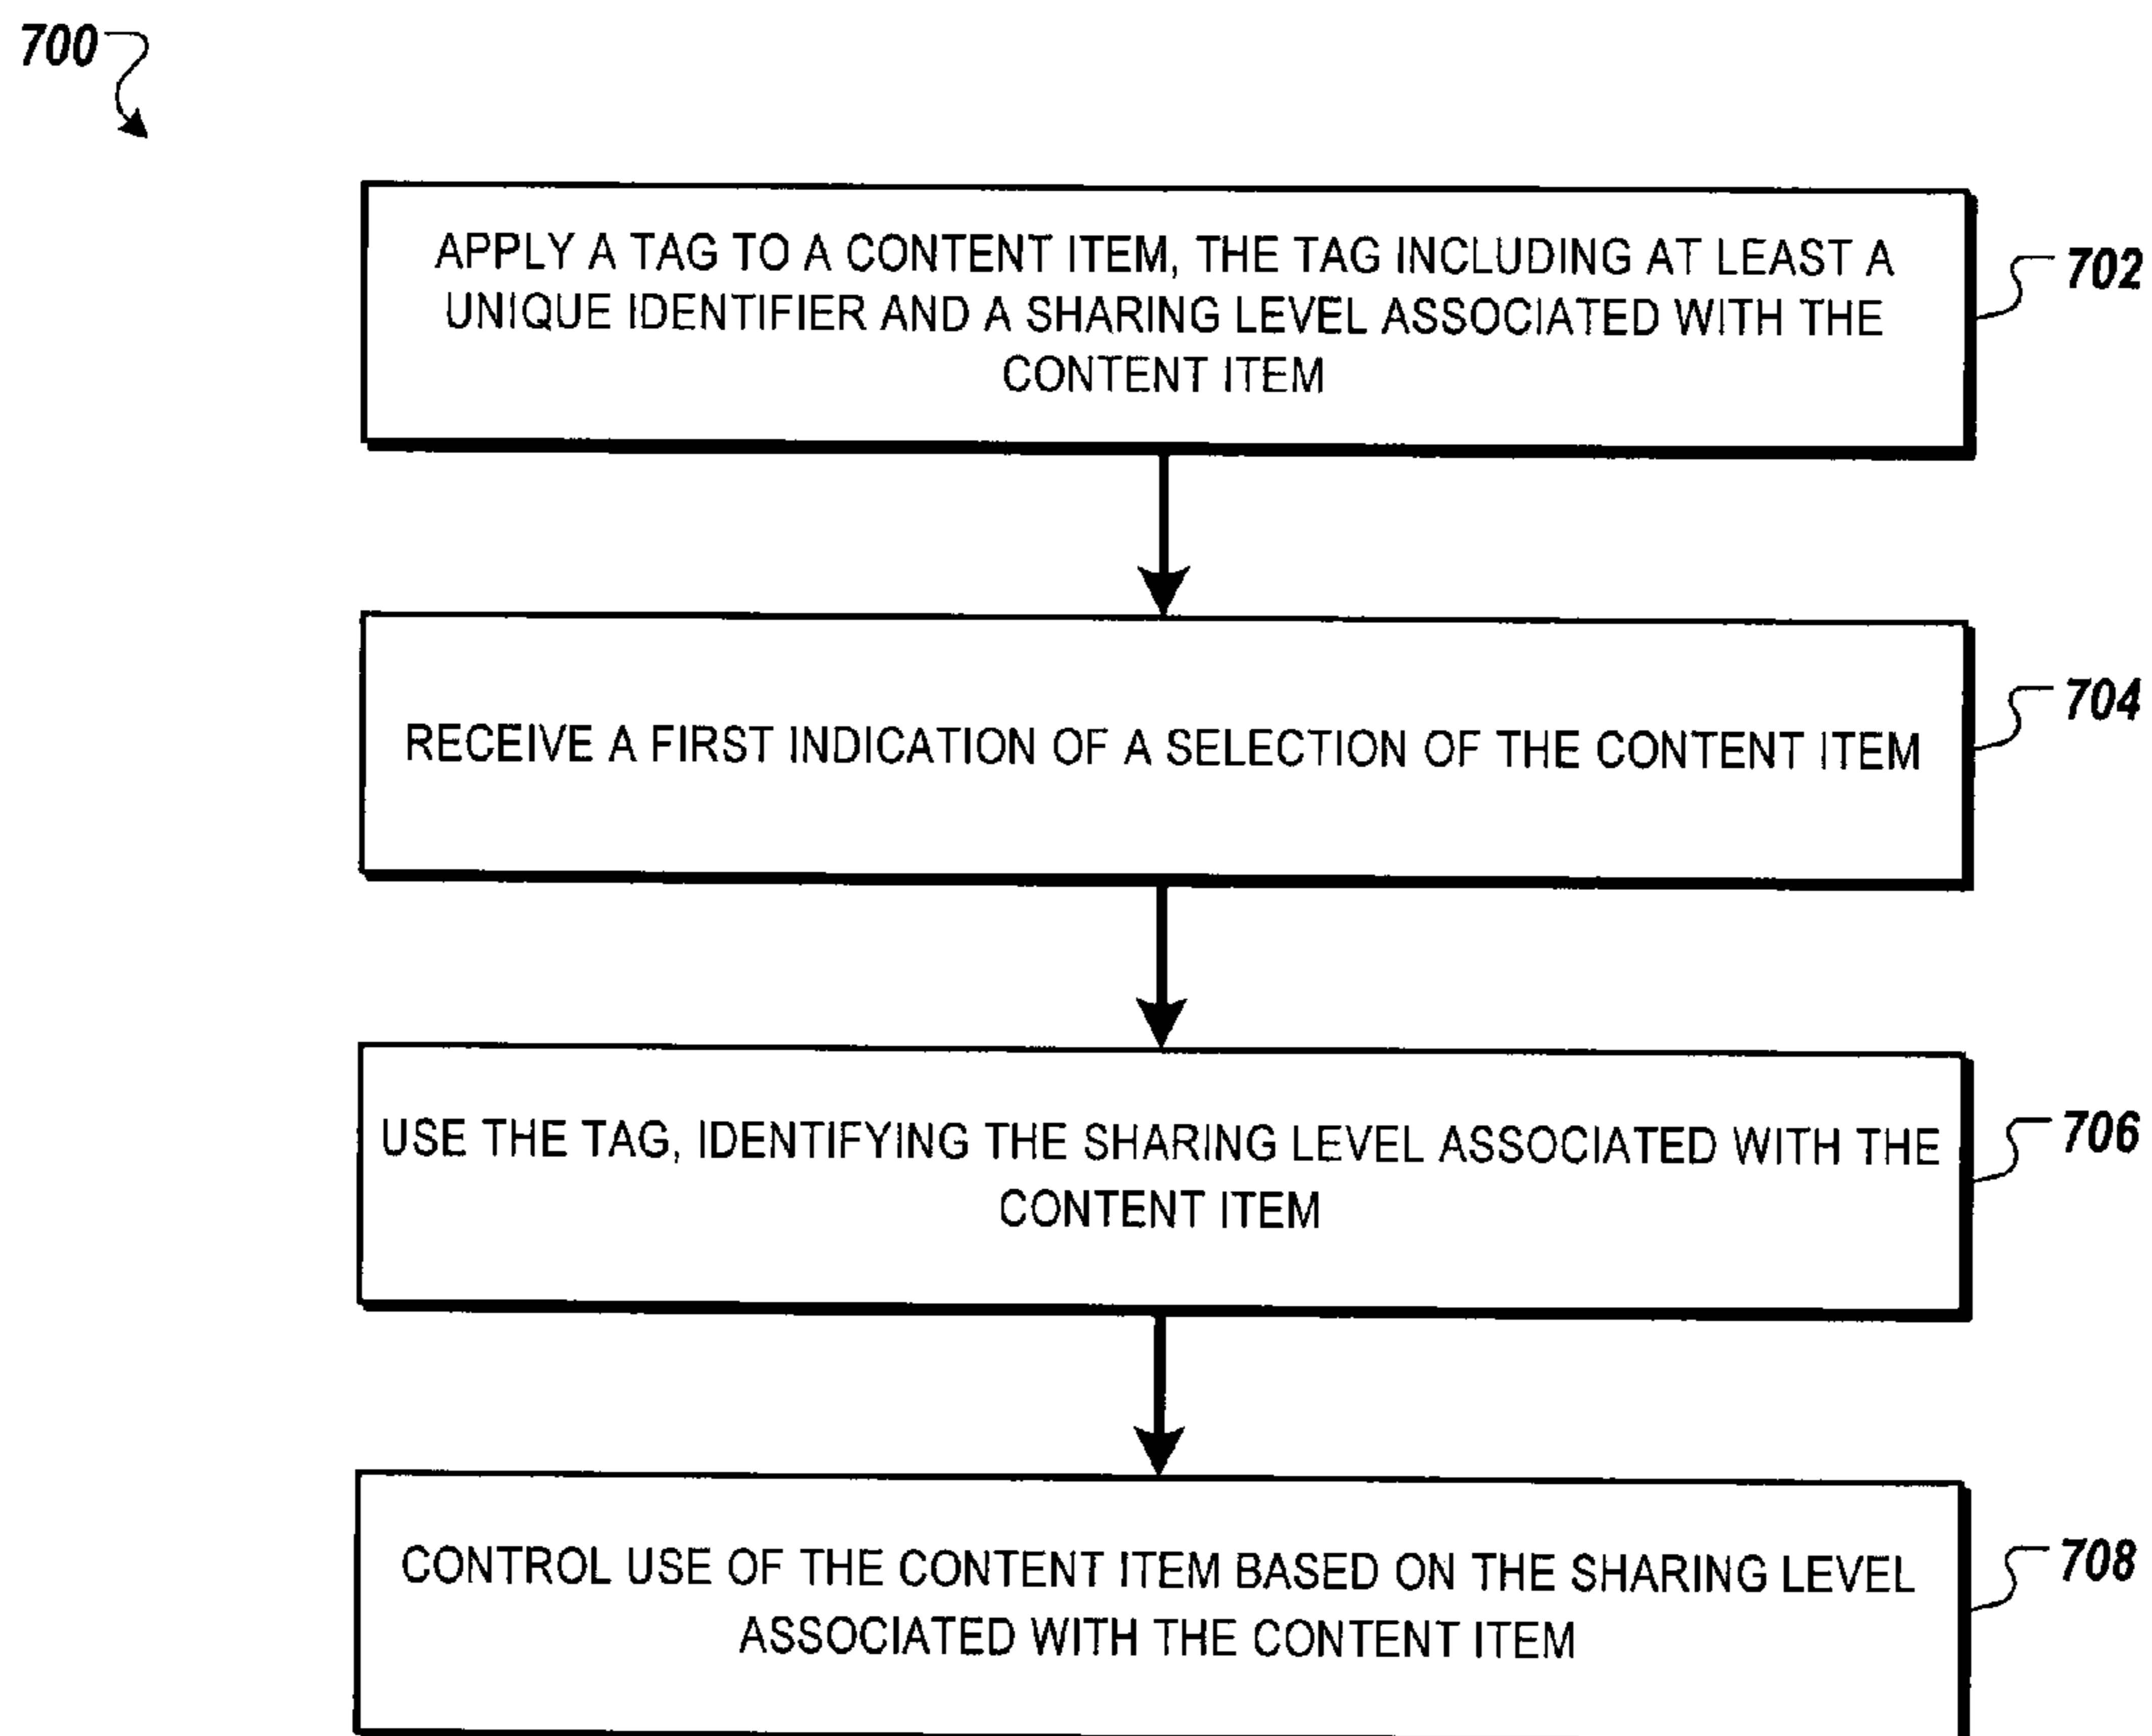 700
APPLY A TAG TO A CONTENT ITEM, THE TAG INCLUDING AT LEAST A
UNIQUE IDENTIFIER AND A SHARING LEVEL ASSOCIATED WITH THE
CONTENT ITEM
702
RECEIVE A FIRST INDICATION OF A SELECTION OF THE CONTENT ITEM
704
USE THE TAG, IDENTIFYING THE SHARING LEVEL ASSOCIATED WITH THE
CONTENT ITEM
706
CONTROL USE OF THE CONTENT ITEM BASED ON THE SHARING LEVEL
ASSOCIATED WITH THE CONTENT ITEM
708